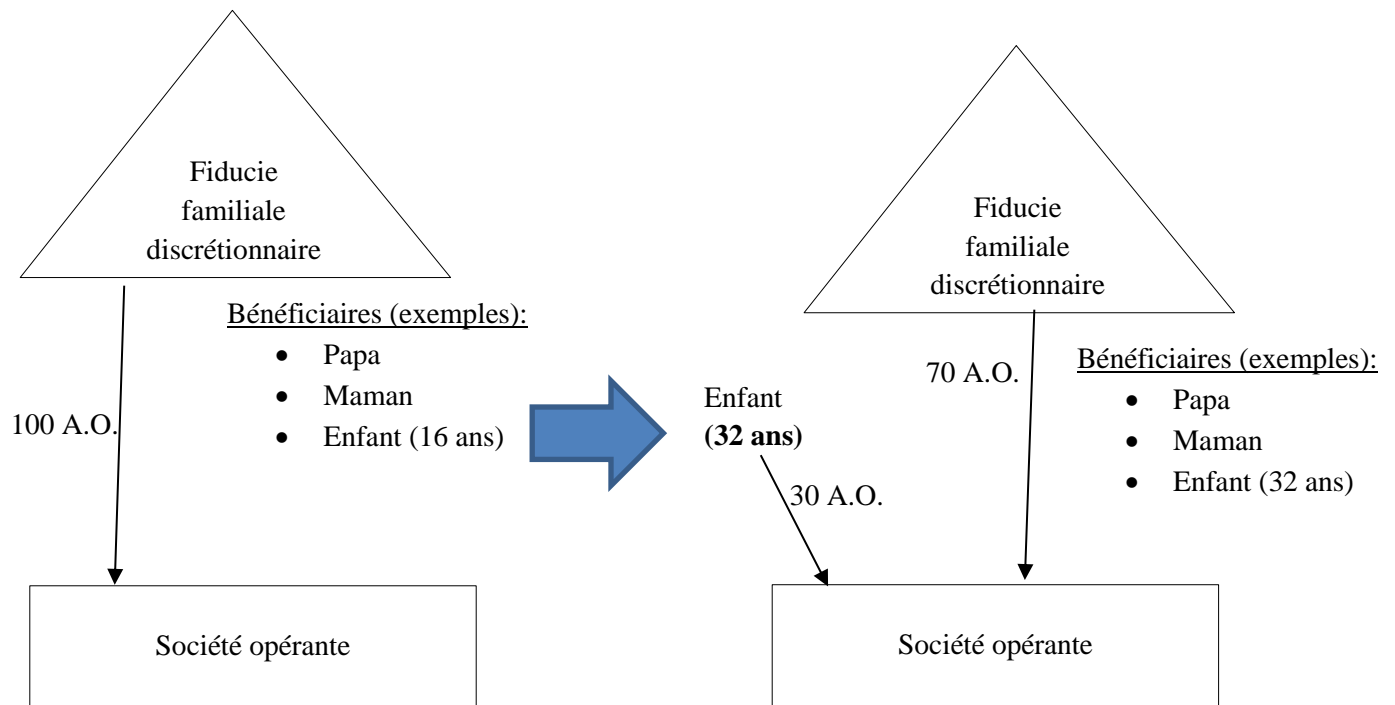 Fiducie
familiale
discrétionnaire
Bénéficiaires (exemples):
• Papa
• Maman
• Enfant (16 ans)
100 A.O.
Société opérante
Fiducie
familiale
discrétionnaire
70 A.O.
Bénéficiaires (exemples):
• Papa
• Maman
• Enfant (32 ans)
Enfant
(32 ans)
30 A.O.
Société opérante